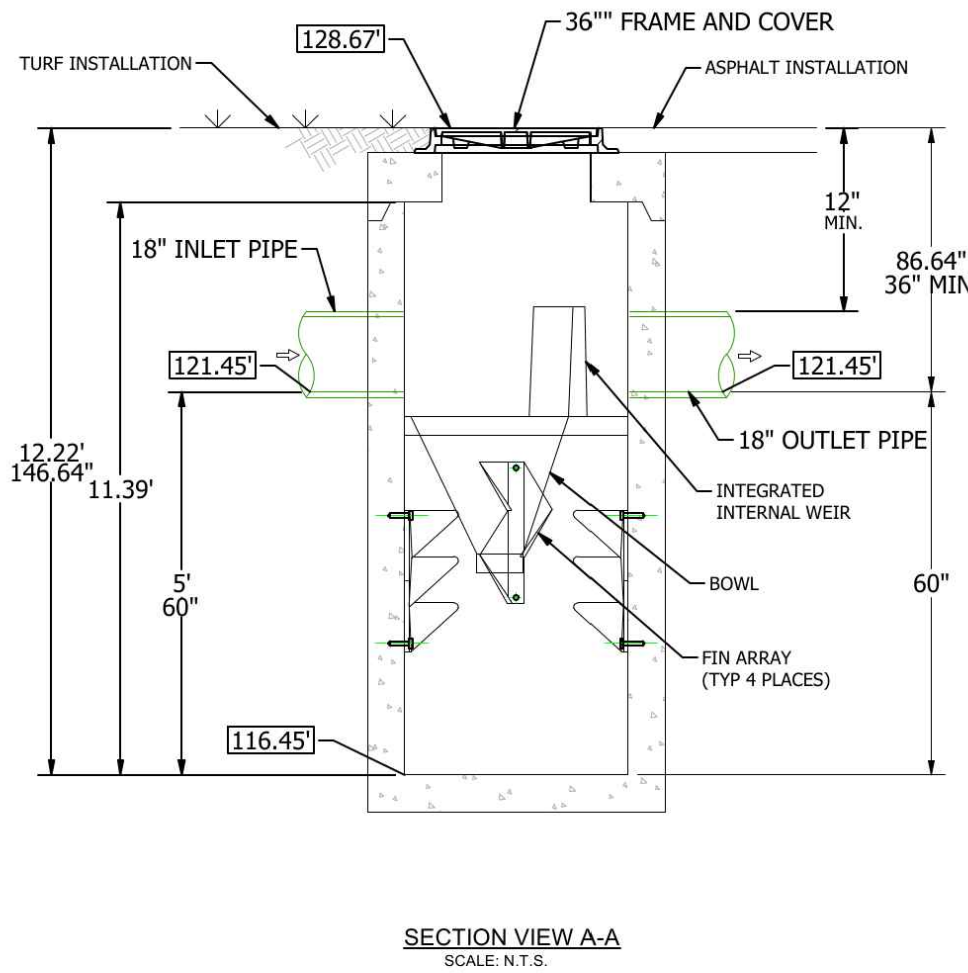 36"" FRAME AND COVER
128.67'
TURF INSTALLATION
ASPHALT INSTALLATION
12"
MIN.
18" INLET PIPE
86.64"
36" MIN
121.45'
121.45'
18" OUTLET PIPE
12.22'
146.64"
11.39'
INTEGRATED
INTERNAL WEIR
5'
60"
BOWL
60"
FIN ARRAY
(TYP 4 PLACES)
116.45'
SECTION VIEW A-A
SCALE: N.T.S.